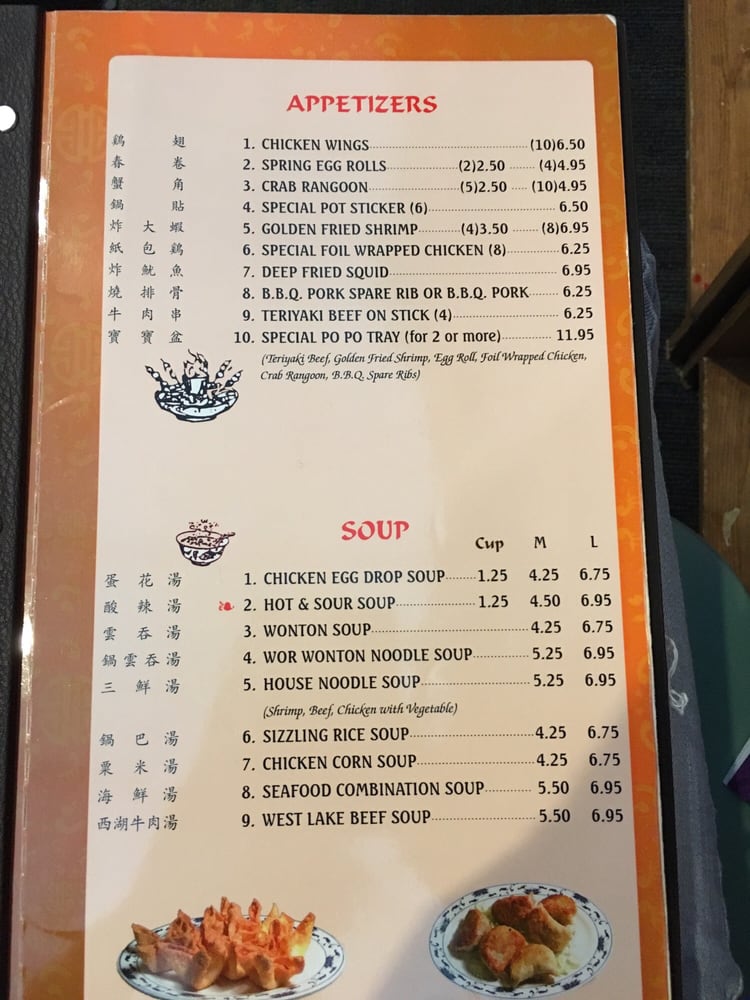 APPETIZERS
鷄 翅 1. CHICKEN WINGS (10)6.50
春 卷 2. SPRING EGG ROLLS (2)2.50 (4)4.95
蟹 角 3. CRAB RANGOON (5)2.50 (10)4.95
鍋 貼 4. SPECIAL POT STICKER (6) 6.50
炸 大 蝦 5. GOLDEN FRIED SHRIMP (4)3.50 (8)6.95
紙 包 鷄 6. SPECIAL FOIL WRAPPED CHICKEN (8) 6.25
炸 魷 魚 7. DEEP FRIED SQUID 6.95
燒 排 骨 8. B.B.Q. PORK SPARE RIB OR B.B.Q. PORK 6.25
牛 肉 串 9. TERIYAKI BEEF ON STICK (4) 6.25
寶 寶 盆 10. SPECIAL PO PO TRAY (for 2 or more) 11.95
(Teriyaki Beef, Golden Fried Shrimp, Egg Roll, Foil Wrapped Chicken,
Crab Rangoon, B.B.Q. Spare Ribs)
SOUP
Cup M L
蛋 花 湯 1. CHICKEN EGG DROP SOUP 1.25 4.25 6.75
酸 辣 湯 2. HOT & SOUR SOUP 1.25 4.50 6.95
雲 吞 湯 3. WONTON SOUP 4.25 6.75
鍋 雲 吞 湯 4. WOR WONTON NOODLE SOUP 5.25 6.95
三 鮮 湯 5. HOUSE NOODLE SOUP 5.25 6.95
(Shrimp, Beef, Chicken with Vegetable)
鍋 巴 湯 6. SIZZLING RICE SOUP 4.25 6.75
粟 米 湯 7. CHICKEN CORN SOUP 4.25 6.75
海 鮮 湯 8. SEAFOOD COMBINATION SOUP 5.50 6.95
西湖牛肉湯 9. WEST LAKE BEEF SOUP 5.50 6.95